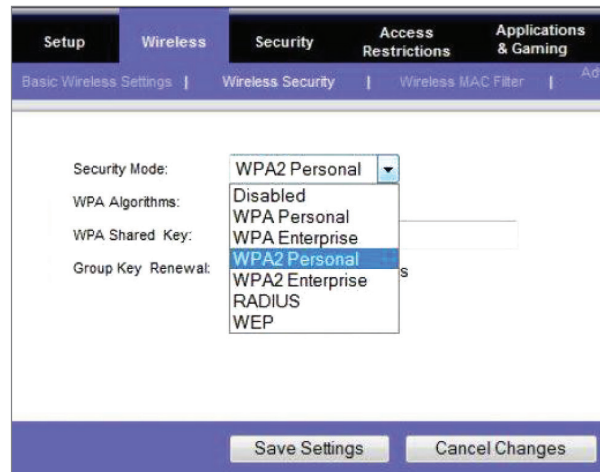 Setup Wireless Security Access Restrictions Applications & Gaming
Basic Wireless Settings | Wireless Security | Wireless MAC Filter | Ad
Security Mode: WPA2 Personal
Disabled
WPA Algorithms:
WPA Personal
WPA Shared Key:
WPA Enterprise
WPA2 Personal
Group Key Renewal: s
WPA2 Enterprise
RADIUS
WEP
Save Settings Cancel Changes